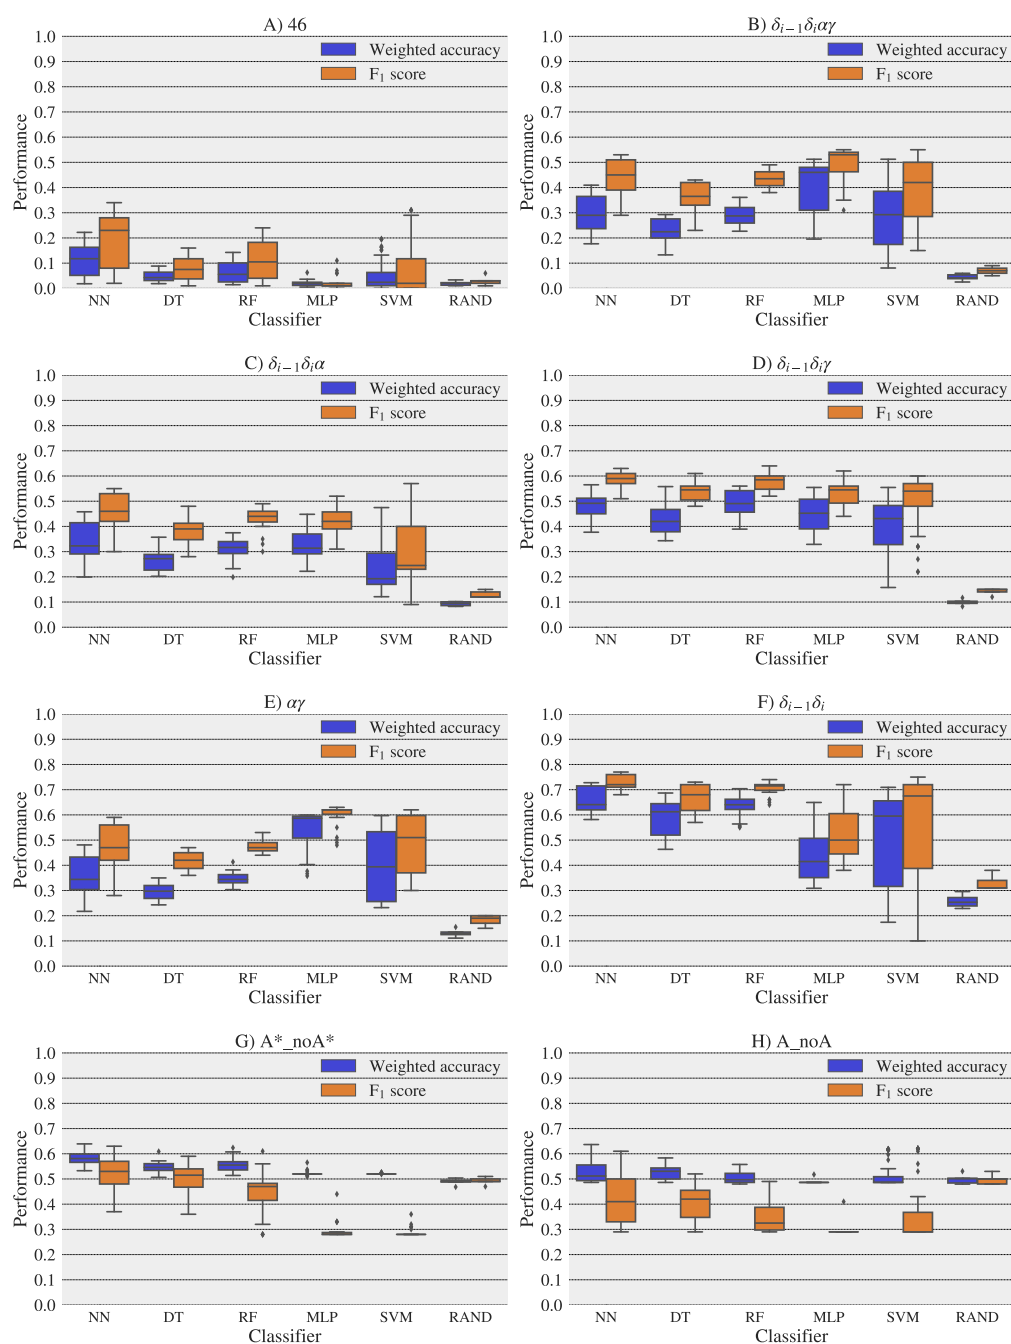 A) 46
1.0
0.9
0.8
0.7
0.6
0.5
0.4
0.3
0.2
0.1
0.0
Performance
Weighted accuracy
F₁ score
NN DT RF MLP SVM RAND
Classifier
B) δᵢ₋₁δᵢαγ
1.0
0.9
0.8
0.7
0.6
0.5
0.4
0.3
0.2
0.1
0.0
Performance
Weighted accuracy
F₁ score
NN DT RF MLP SVM RAND
Classifier
C) δᵢ₋₁δᵢα
1.0
0.9
0.8
0.7
0.6
0.5
0.4
0.3
0.2
0.1
0.0
Performance
Weighted accuracy
F₁ score
NN DT RF MLP SVM RAND
Classifier
D) δᵢ₋₁δᵢγ
1.0
0.9
0.8
0.7
0.6
0.5
0.4
0.3
0.2
0.1
0.0
Performance
Weighted accuracy
F₁ score
NN DT RF MLP SVM RAND
Classifier
E) αγ
1.0
0.9
0.8
0.7
0.6
0.5
0.4
0.3
0.2
0.1
0.0
Performance
Weighted accuracy
F₁ score
NN DT RF MLP SVM RAND
Classifier
F) δᵢ₋₁δᵢ
1.0
0.9
0.8
0.7
0.6
0.5
0.4
0.3
0.2
0.1
0.0
Performance
Weighted accuracy
F₁ score
NN DT RF MLP SVM RAND
Classifier
G) A*_noA*
1.0
0.9
0.8
0.7
0.6
0.5
0.4
0.3
0.2
0.1
0.0
Performance
Weighted accuracy
F₁ score
NN DT RF MLP SVM RAND
Classifier
H) A_noA
1.0
0.9
0.8
0.7
0.6
0.5
0.4
0.3
0.2
0.1
0.0
Performance
Weighted accuracy
F₁ score
NN DT RF MLP SVM RAND
Classifier